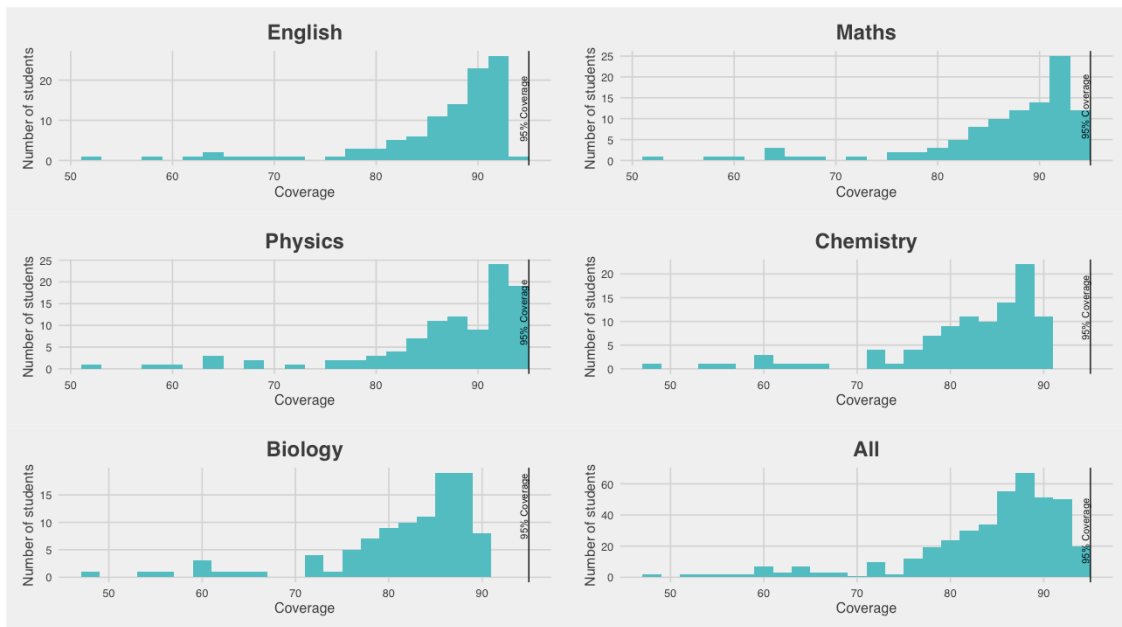 English
Number of students
20
10
0
95% Coverage
50 60 70 80 90
Coverage
Maths
Number of students
25
20
15
10
5
0
95% Coverage
50 60 70 80 90
Coverage
Physics
Number of students
25
20
15
10
5
0
95% Coverage
50 60 70 80 90
Coverage
Chemistry
Number of students
20
15
10
5
0
95% Coverage
50 60 70 80 90
Coverage
Biology
Number of students
15
10
5
0
95% Coverage
50 60 70 80 90
Coverage
All
Number of students
60
40
20
0
95% Coverage
50 60 70 80 90
Coverage